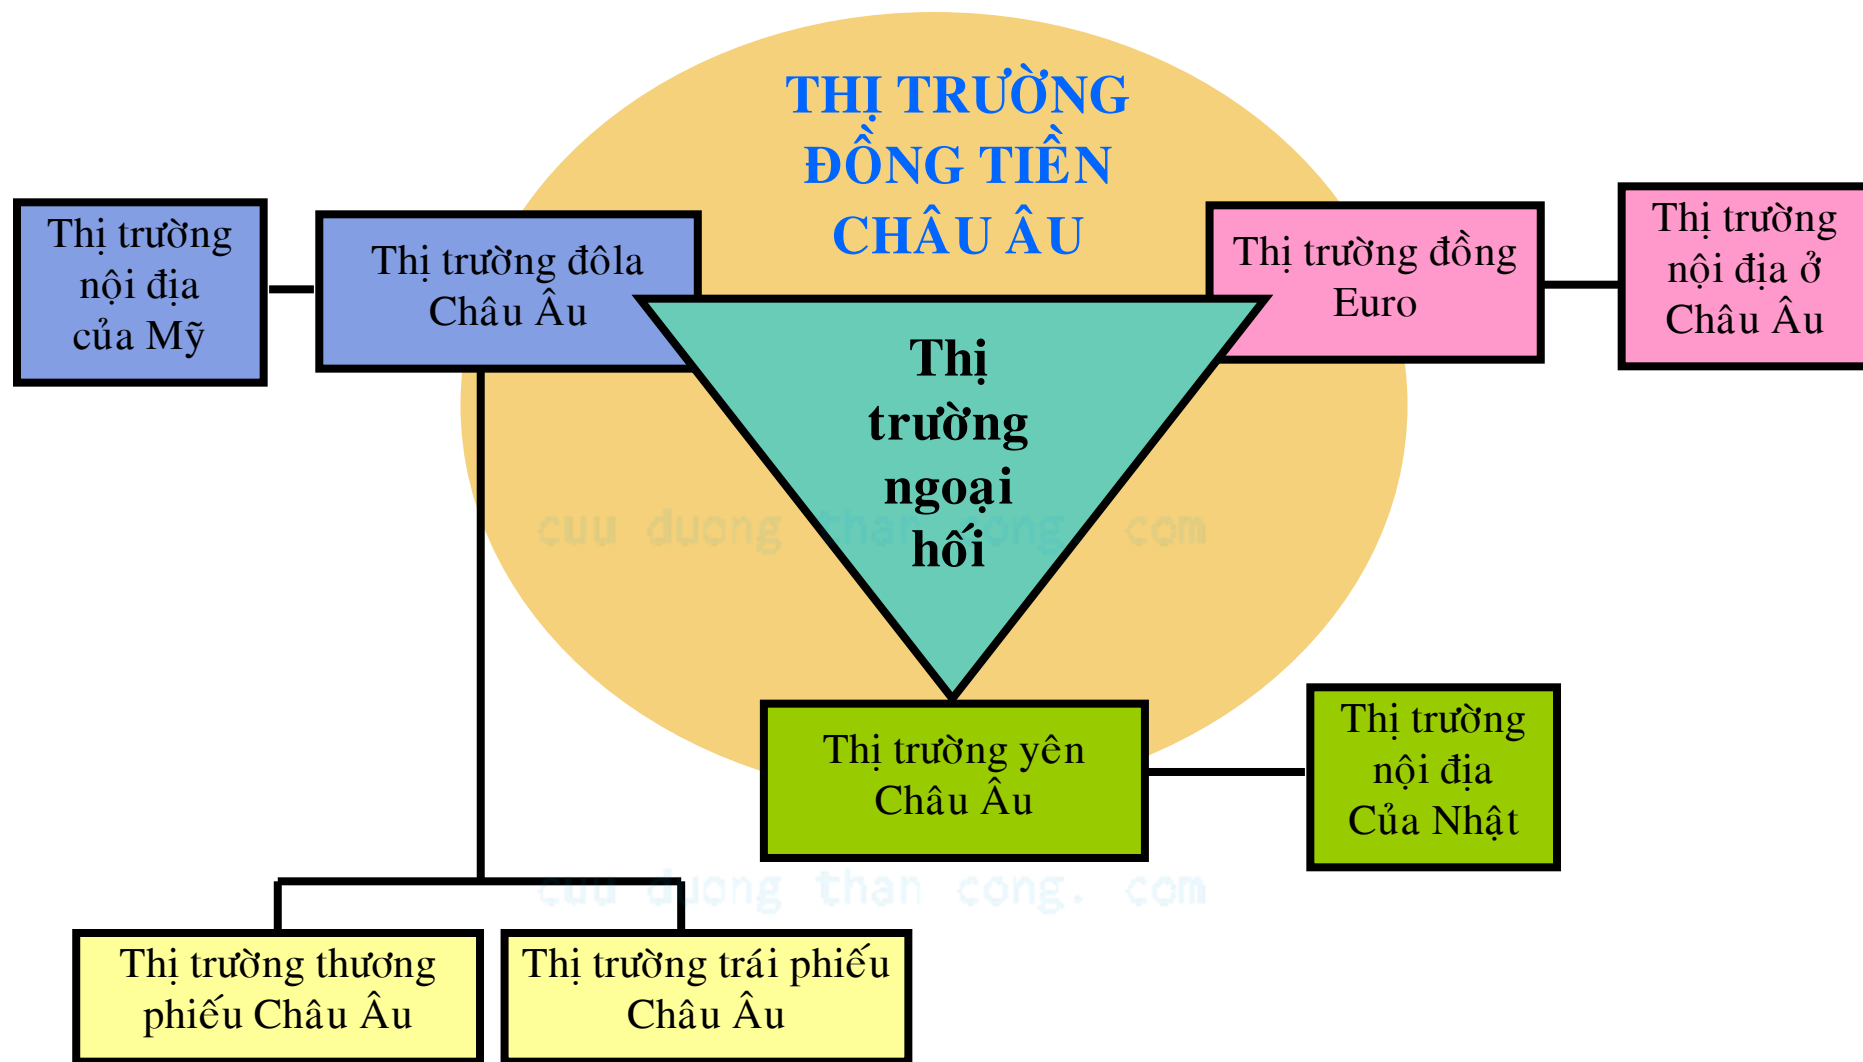 THỊ TRƯỜNG
ĐỒNG TIỀN
CHÂU ÂU
Thị trường
nội địa
của Mỹ
Thị trường đôla
Châu Âu
Thị trường đồng
Euro
Thị trường
nội địa ở
Châu Âu
Thị
trường
ngoại
hối
cuu duong than cong. com
Thị trường yên
Châu Âu
Thị trường
nội địa
Của Nhật
cuu duong than cong. com
Thị trường thương
phiếu Châu Âu
Thị trường trái phiếu
Châu Âu